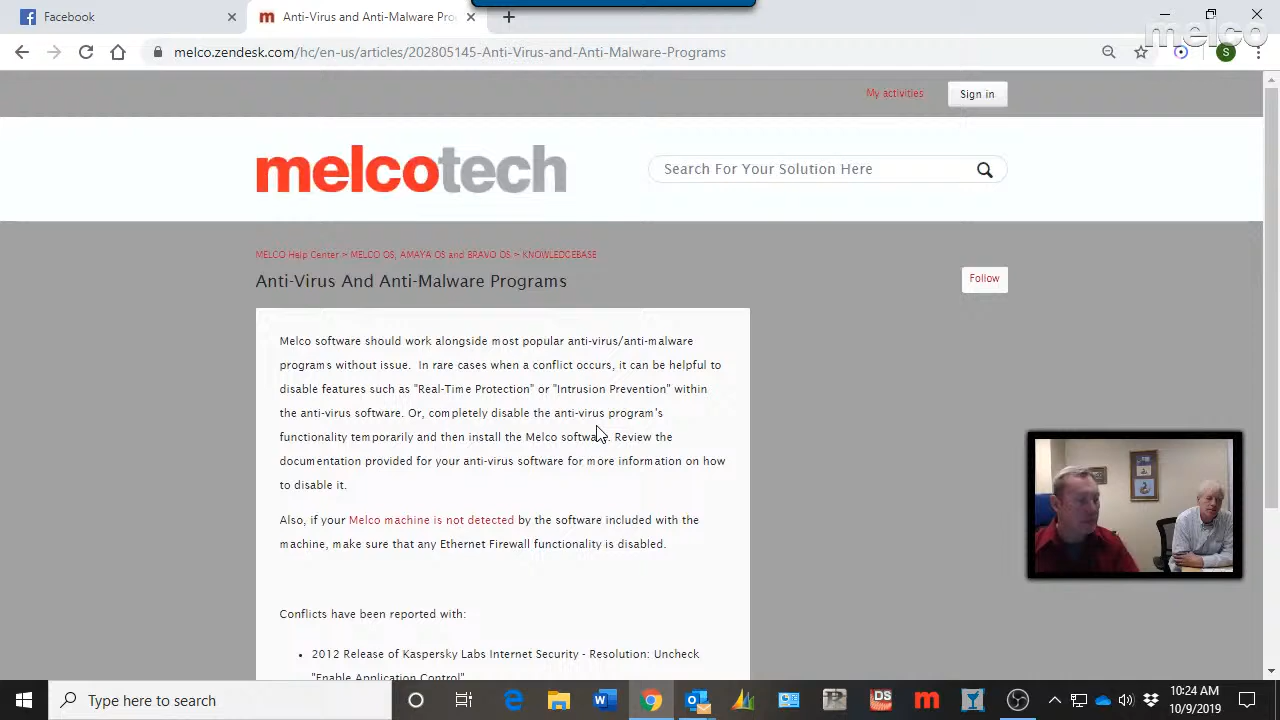 Facebook
Anti-Virus and Anti-Malware Pro
melco
melco.zendesk.com/hc/en-us/articles/202805145-Anti-Virus-and-Anti-Malware-Programs
S
My activities
Sign in
melcotech
Search For Your Solution Here
MELCO Help Center > MELCO OS, AMAYA OS and BRAVO OS > KNOWLEDGEBASE
Anti-Virus And Anti-Malware Programs
Follow
Melco software should work alongside most popular anti-virus/anti-malware
programs without issue. In rare cases when a conflict occurs, it can be helpful to
disable features such as "Real-Time Protection" or "Intrusion Prevention" within
the anti-virus software. Or, completely disable the anti-virus program's
functionality temporarily and then install the Melco software. Review the
documentation provided for your anti-virus software for more information on how
to disable it.
Also, if your Melco machine is not detected by the software included with the
machine, make sure that any Ethernet Firewall functionality is disabled.
Conflicts have been reported with:
• 2012 Release of Kaspersky Labs Internet Security - Resolution: Uncheck
"Enable Application Control"
Type here to search
DS
10:24 AM
10/9/2019